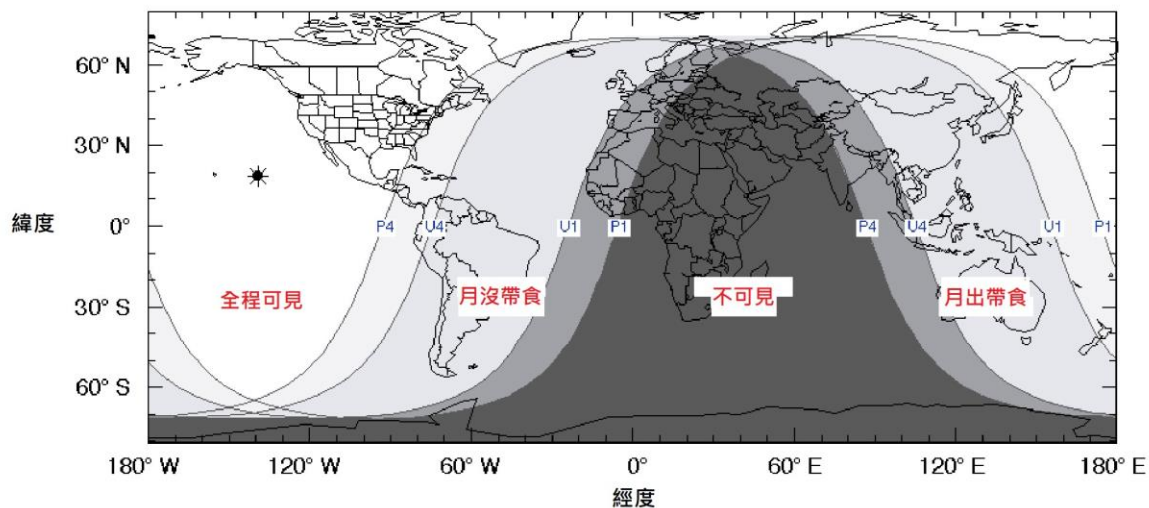 60° N
30° N
緯度
0°
P4
U4
U1
P1
P4
U4
U1
P1
全程可見
月沒帶食
不可見
月出帶食
30° S
60° S
180° W
120° W
60° W
0°
60° E
120° E
180° E
經度